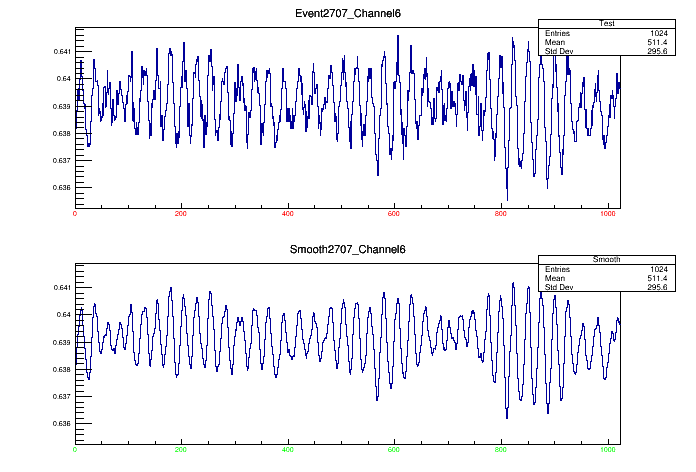 Event2707_Channel6
Test
Entries 1024
Mean 511.4
Std Dev 295.6
0.641
0.64
0.639
0.638
0.637
0.636
0 200 400 600 800 1000
Smooth2707_Channel6
Smooth
Entries 1024
Mean 511.4
Std Dev 295.6
0.641
0.64
0.639
0.638
0.637
0.636
0 200 400 600 800 1000